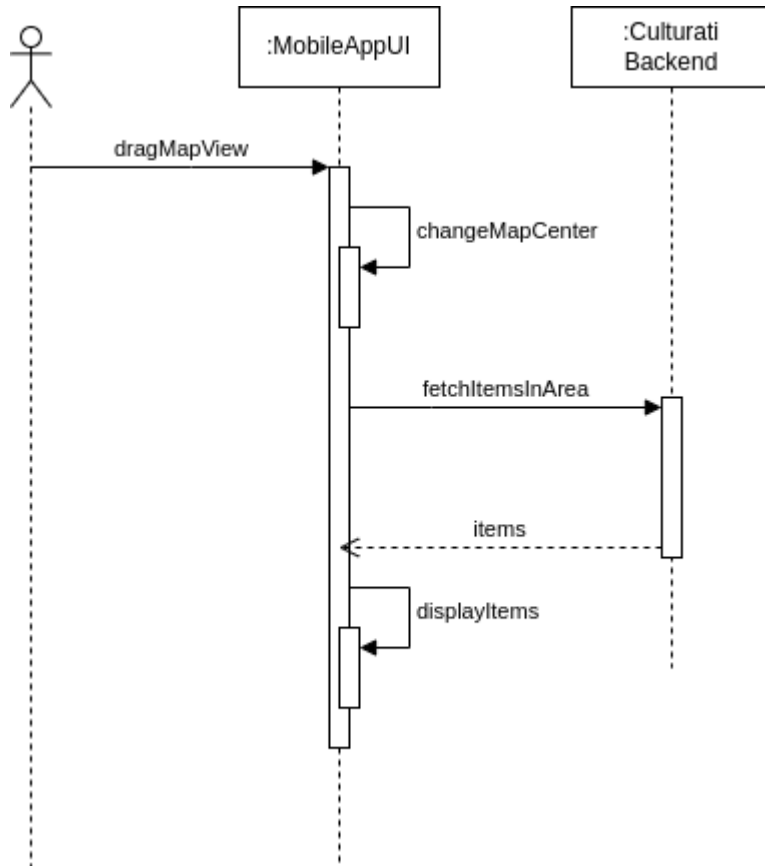 :MobileAppUI
:Culturati
Backend
dragMapView
changeMapCenter
fetchItemsInArea
items
displayItems